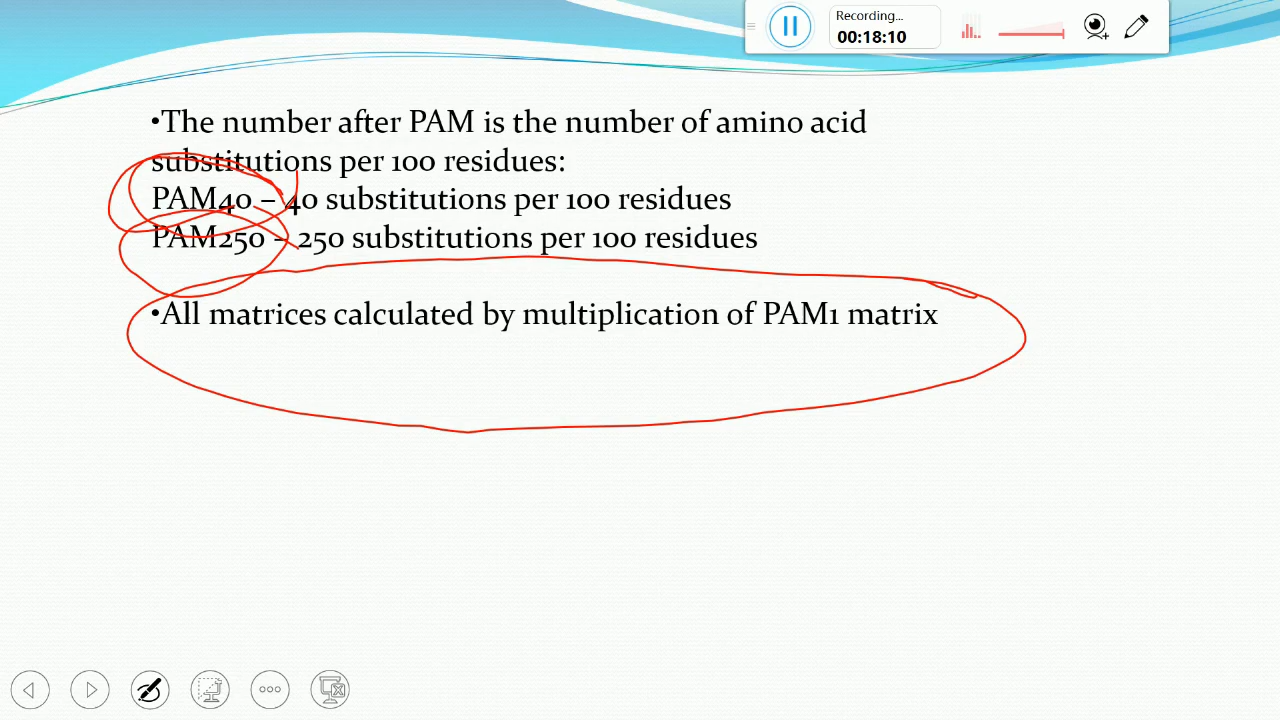 Recording...
00:18:10
•The number after PAM is the number of amino acid
substitutions per 100 residues:
PAM40 – 40 substitutions per 100 residues
PAM250 – 250 substitutions per 100 residues
•All matrices calculated by multiplication of PAM1 matrix